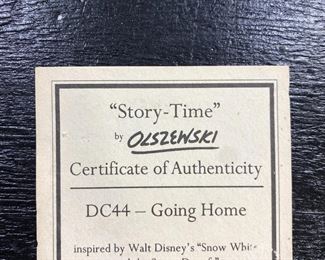 “Story-Time”
by OLSZEWSKI
Certificate of Authenticity
DC44 – Going Home
inspired by Walt Disney’s “Snow White